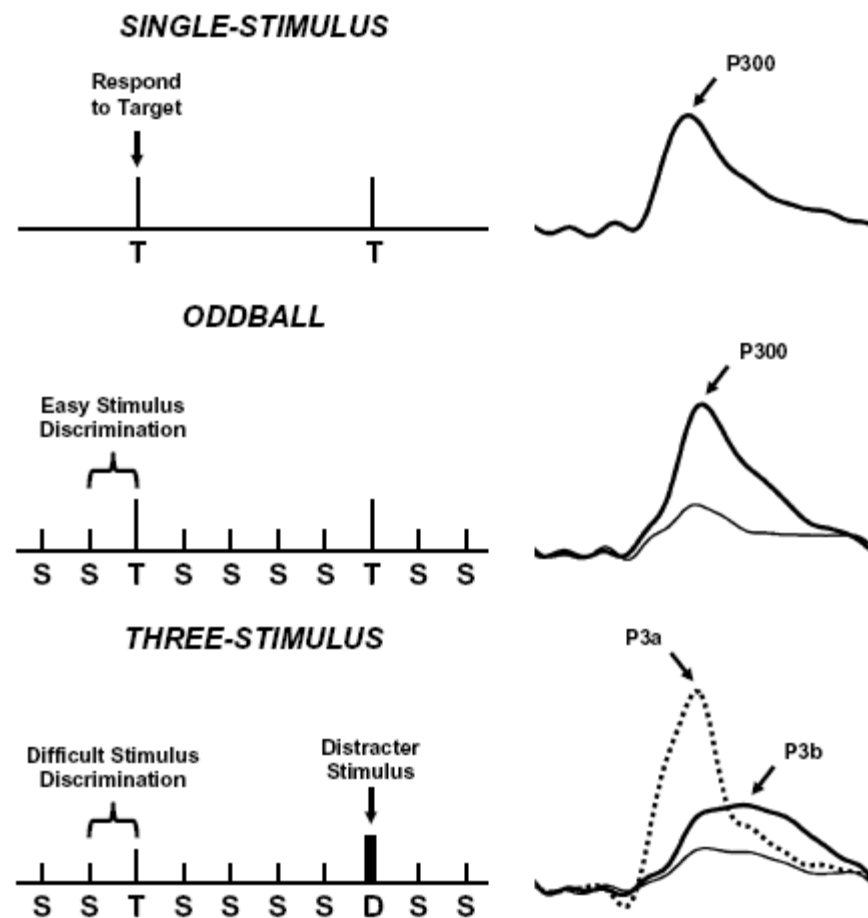 SINGLE-STIMULUS
Respond
to Target
T T
P300
ODDBALL
Easy Stimulus
Discrimination
S S T S S S S T S S
P300
THREE-STIMULUS
Difficult Stimulus
Discrimination
Distracter
Stimulus
S S T S S S S D S S
P3a
P3b